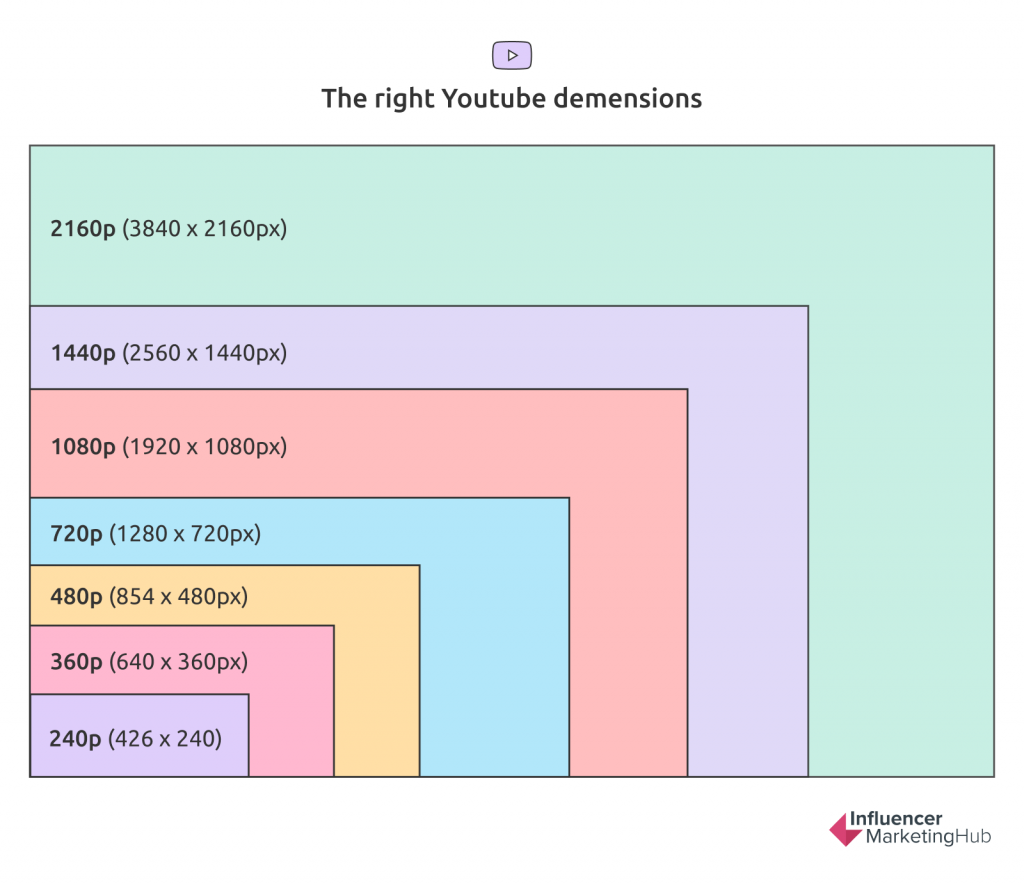 The right Youtube demensions
2160p (3840 x 2160px)
1440p (2560 x 1440px)
1080p (1920 x 1080px)
720p (1280 x 720px)
480p (854 x 480px)
360p (640 x 360px)
240p (426 x 240)
Influencer
MarketingHub